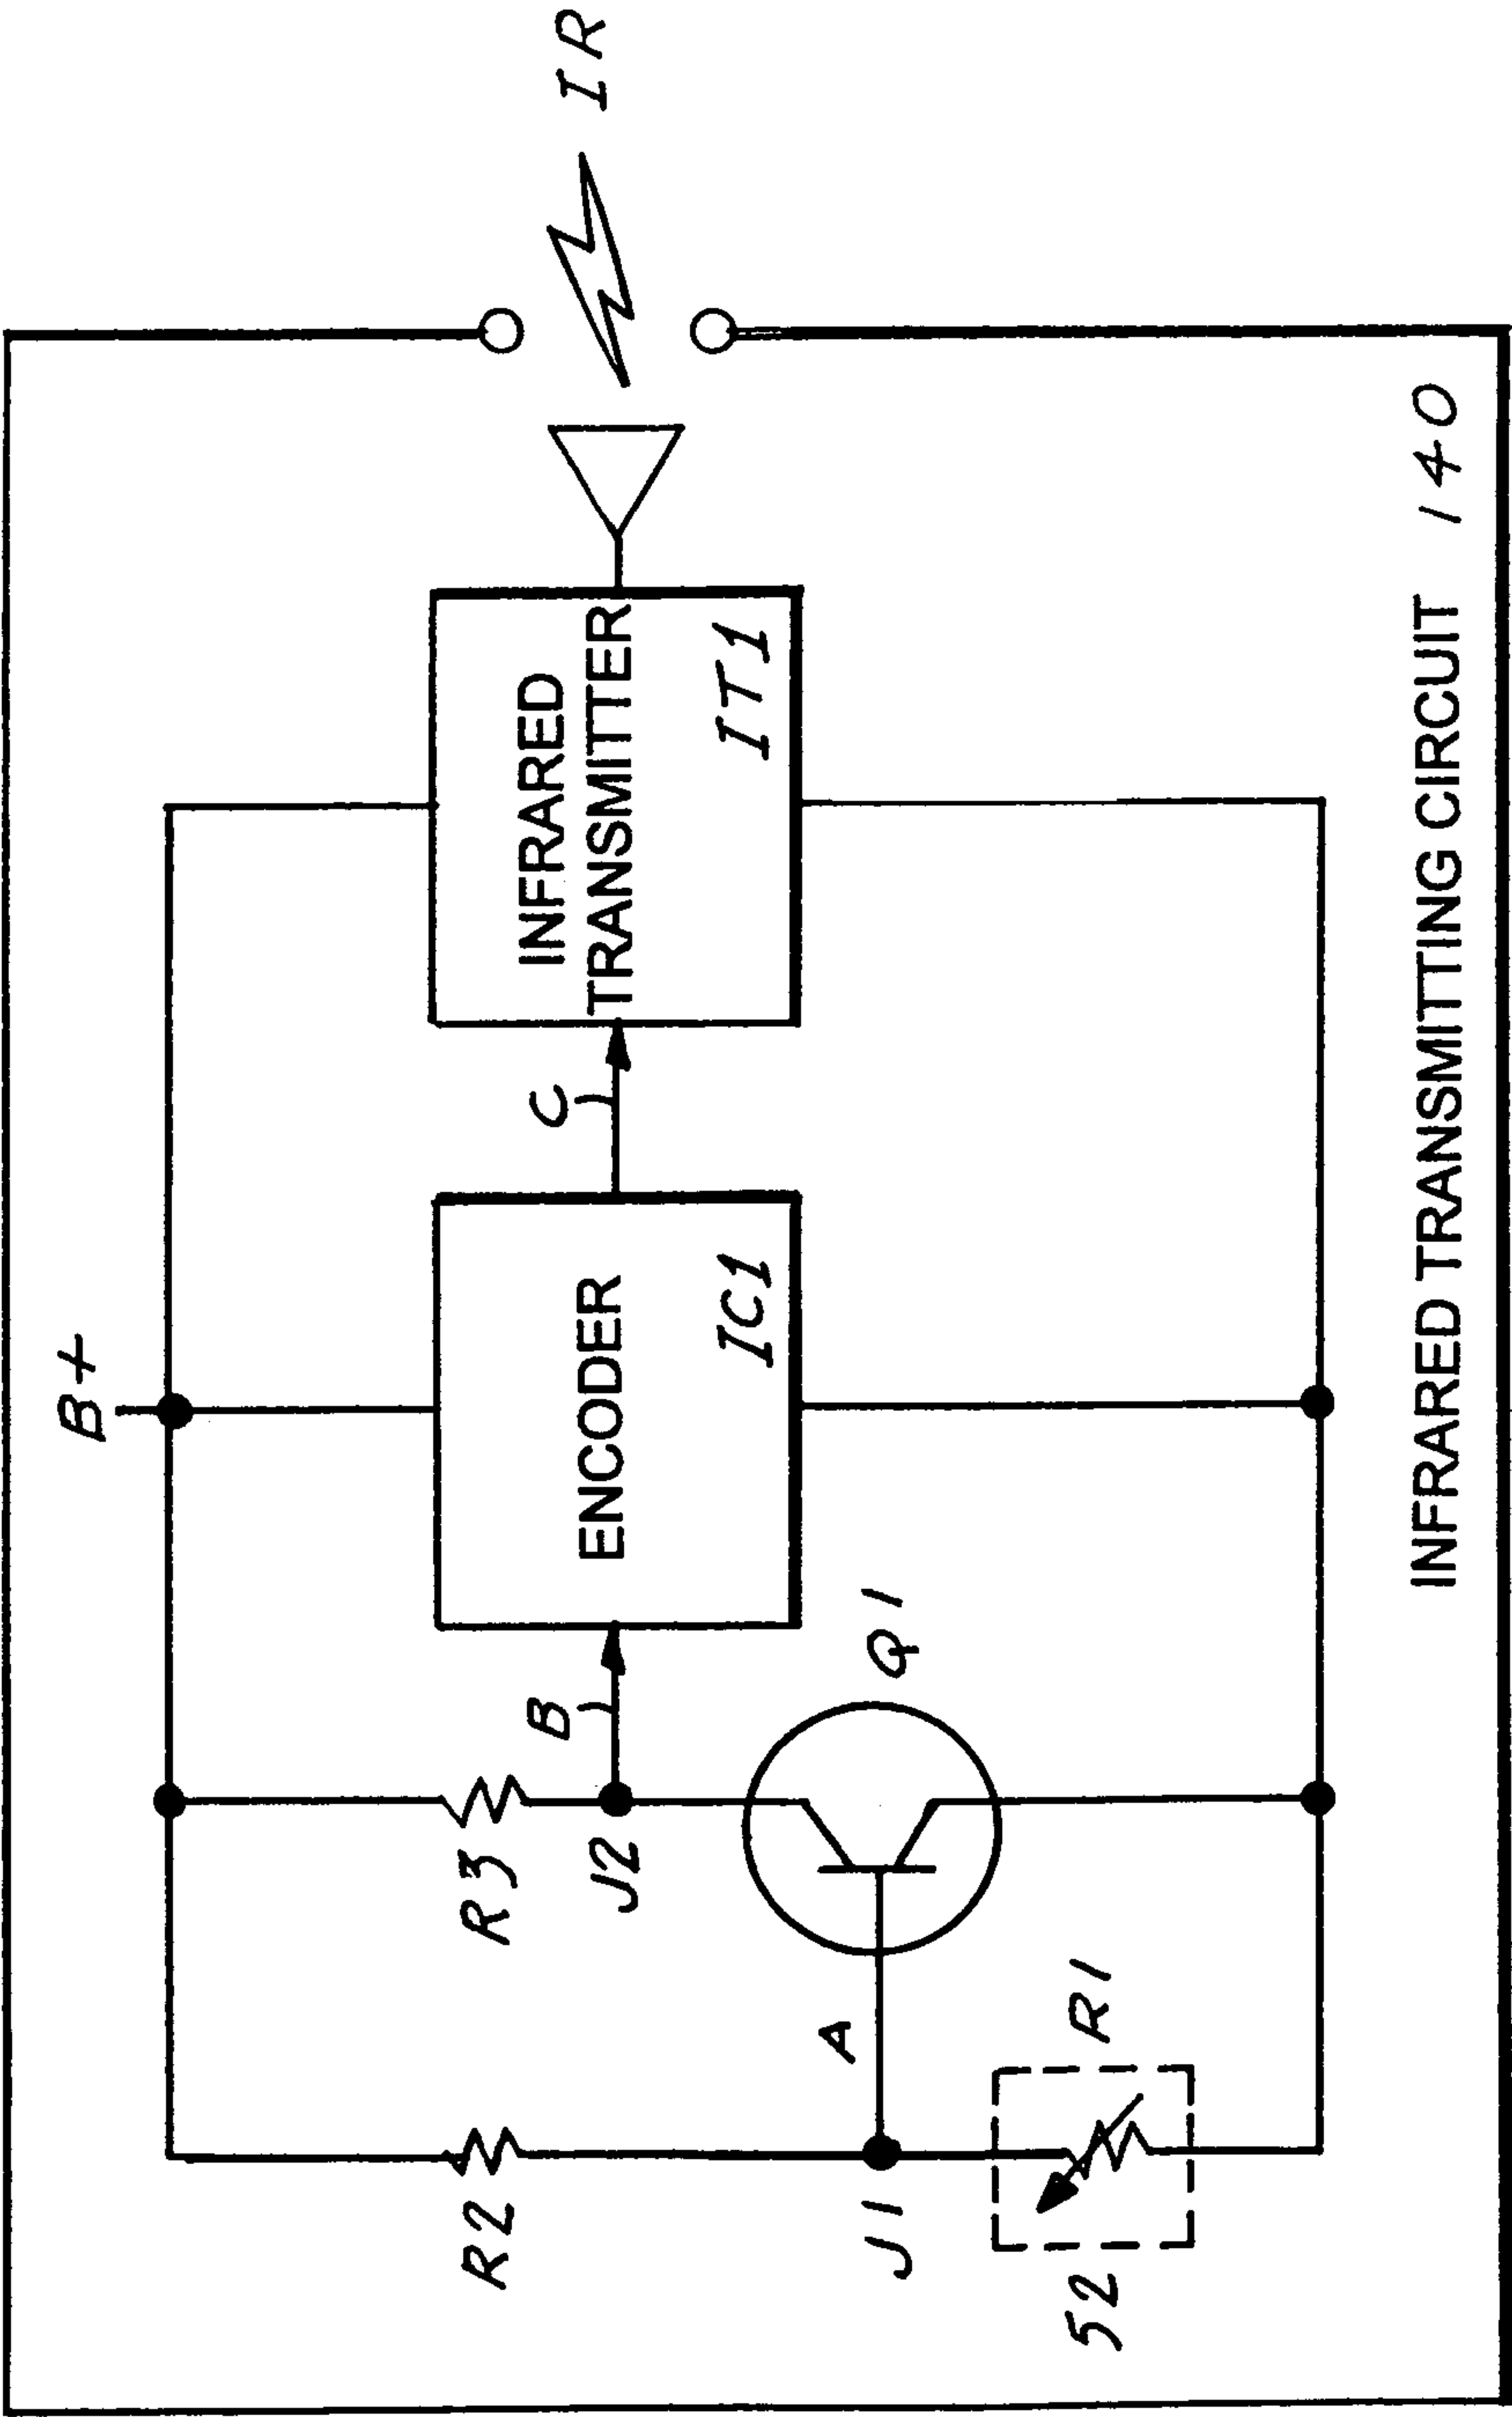 B+
IR
R2
R3
J2
B
C
ENCODER
IC1
INFRARED
TRANSMITTER
IT1
J1
A
Q1
52
R1
INFRARED TRANSMITTING CIRCUIT 140